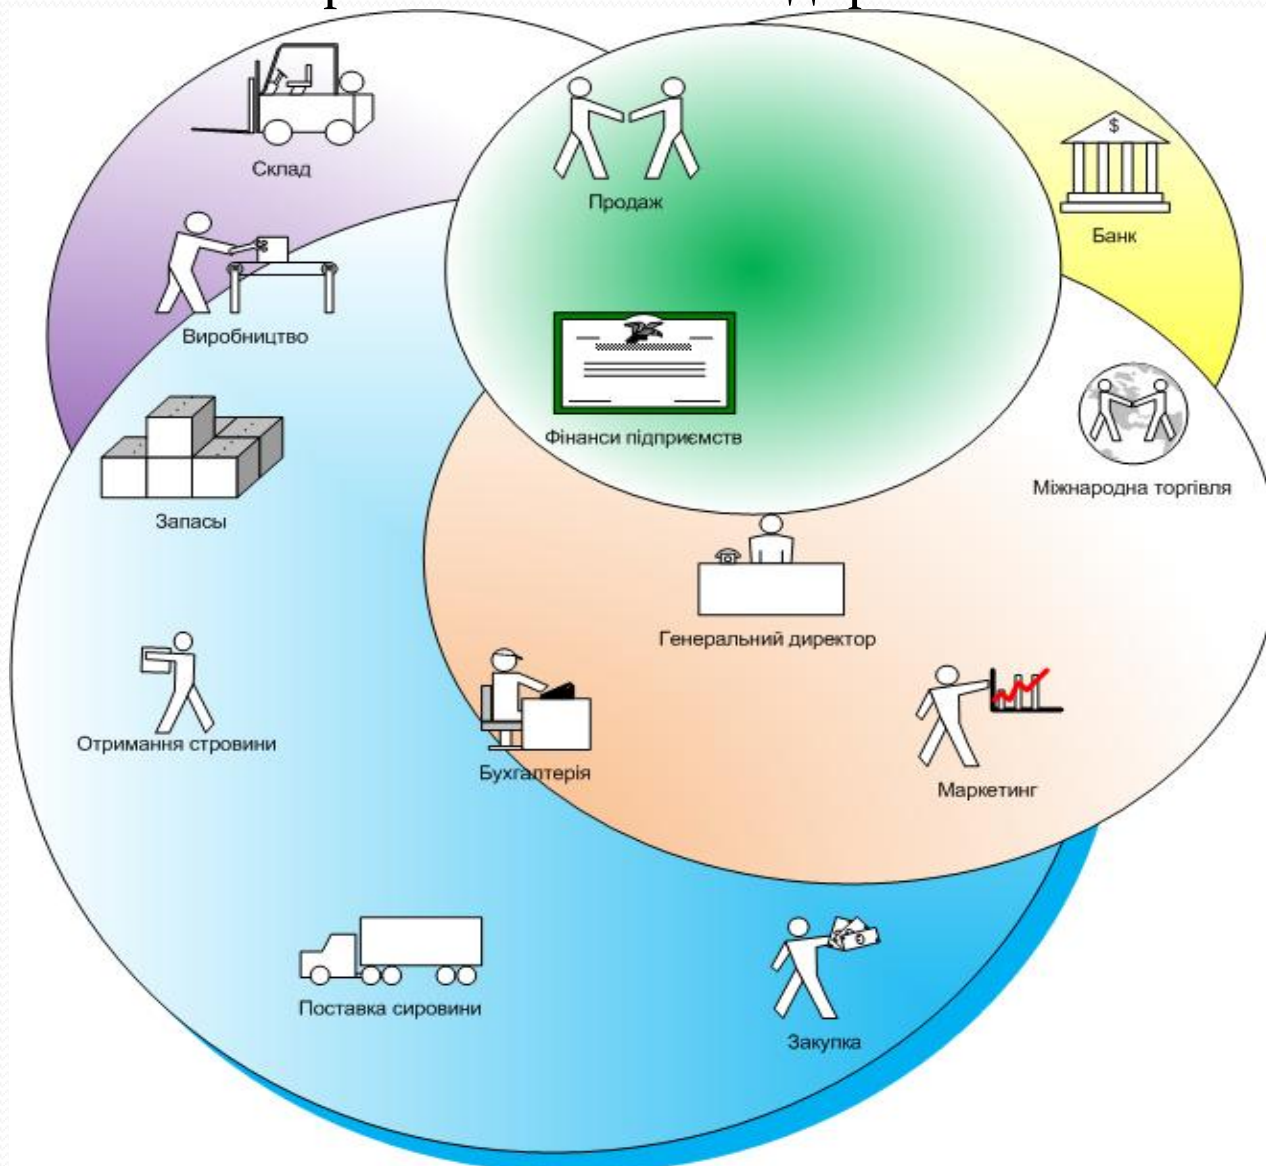 Склад
Продаж
$
Банк
Виробництво
Фінанси підприємств
Міжнародна торгівля
Запасы
Генеральний директор
Отримання стровини
Бухгалтерія
Маркетинг
Поставка сировини
Закупка